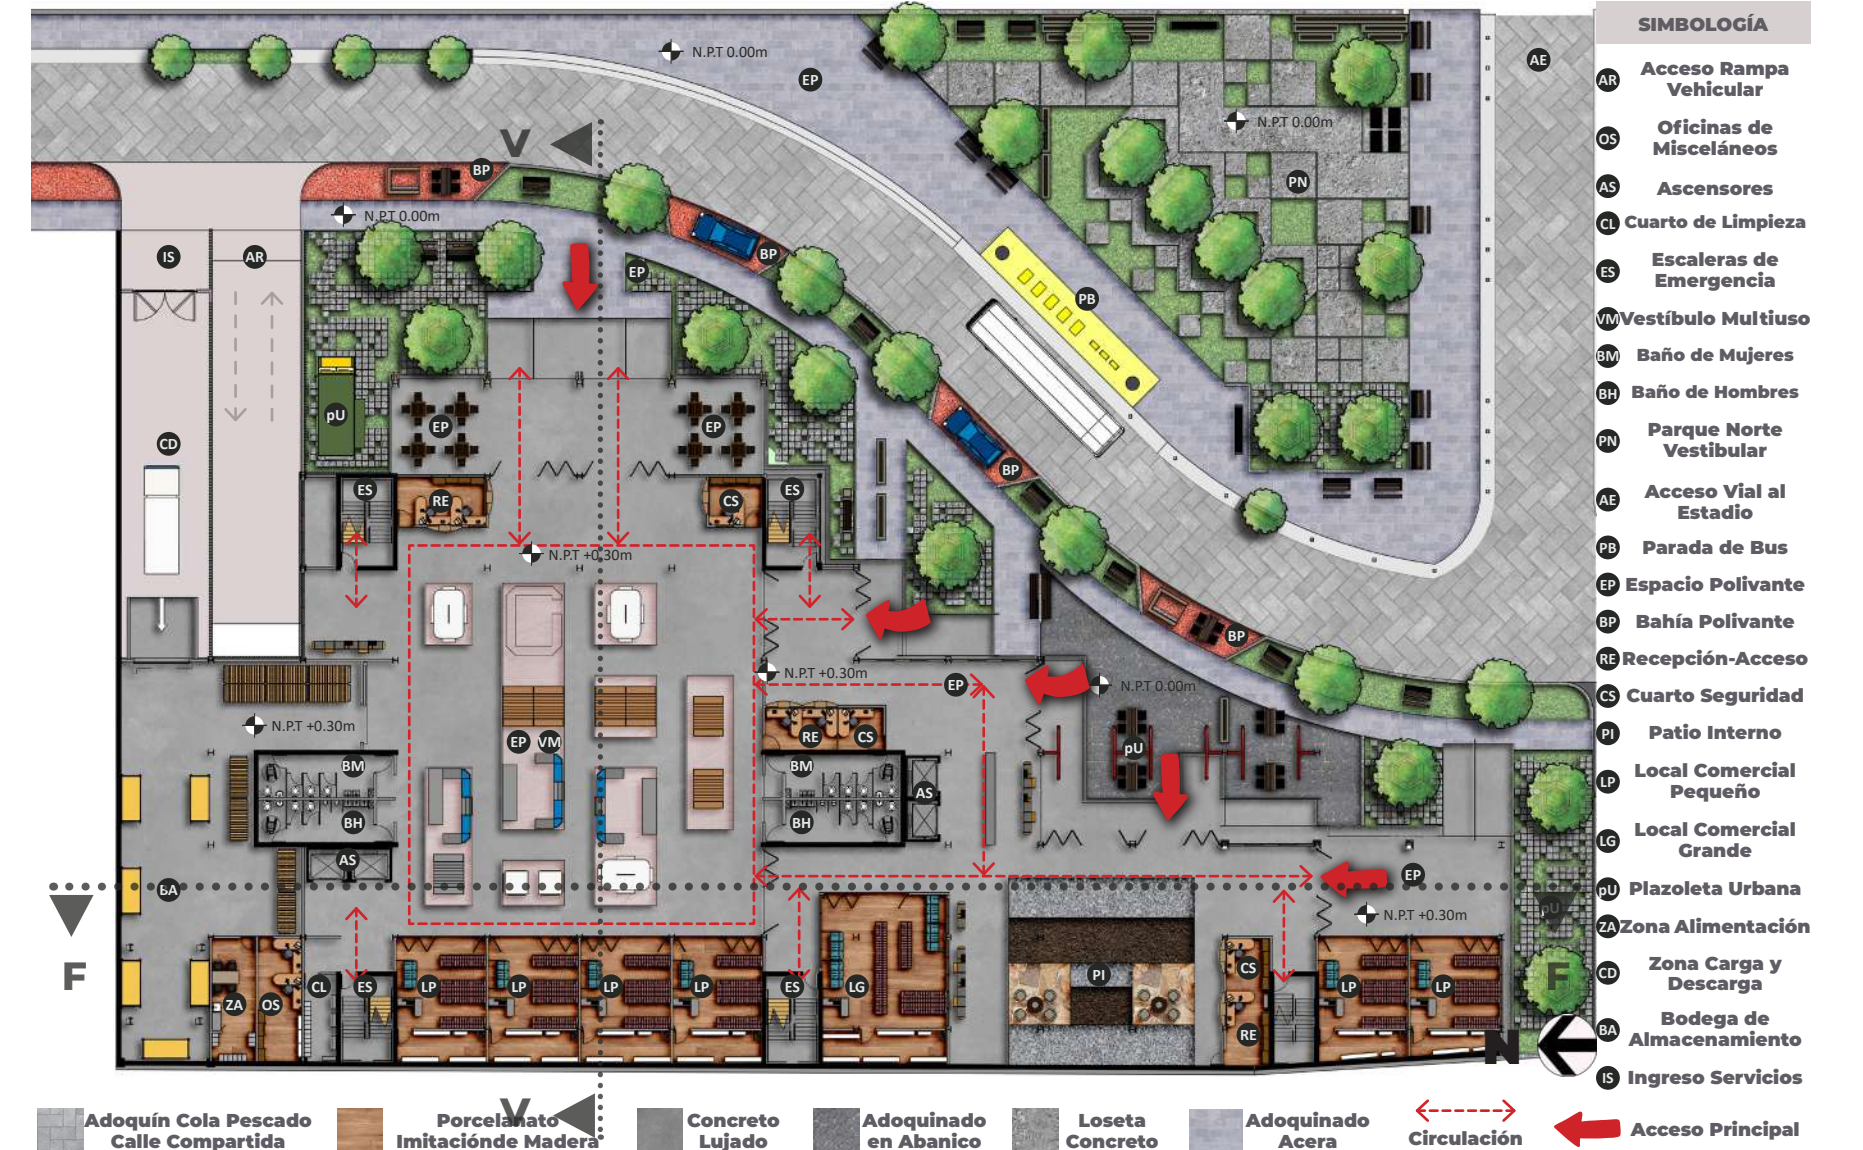 SIMBOLOGÍA
AR Acceso Rampa
Vehicular
OS Oficinas de
Misceláneos
AS Ascensores
CL Cuarto de Limpieza
ES Escaleras de
Emergencia
VM Vestíbulo Multiuso
BM Baño de Mujeres
BH Baño de Hombres
PN Parque Norte
Vestibular
AE Acceso Vial al
Estadio
PB Parada de Bus
EP Espacio Polivante
BP Bahía Polivante
RE Recepción-Acceso
CS Cuarto Seguridad
PI Patio Interno
LP Local Comercial
Pequeño
LG Local Comercial
Grande
pU Plazoleta Urbana
ZA Zona Alimentación
CD Zona Carga y
Descarga
BA Bodega de
Almacenamiento
IS Ingreso Servicios
N.P.T 0.00m
EP
AE
N.P.T 0.00m
V
BP
PN
N.P.T 0.00m
IS
AR
BP
EP
PB
pU
CD
EP
EP
BP
ES
RE
CS
ES
N.P.T +0.30m
BP
N.P.T +0.30m
EP
N.P.T 0.00m
N.P.T +0.30m
EP
VM
RE
CS
pU
BM
BM
AS
BH
BH
AS
BA
EP
pU
N.P.T +0.30m
F
F
ZA
OS
CL
ES
LP
LP
LP
LP
ES
LG
PI
CS
RE
LP
LP
N
V
Adoquín Cola Pescado
Calle Compartida
Porcelanato
Imitaciónde Madera
Concreto
Lujado
Adoquinado
en Abanico
Loseta
Concreto
Adoquinado
Acera
Circulación
Acceso Principal